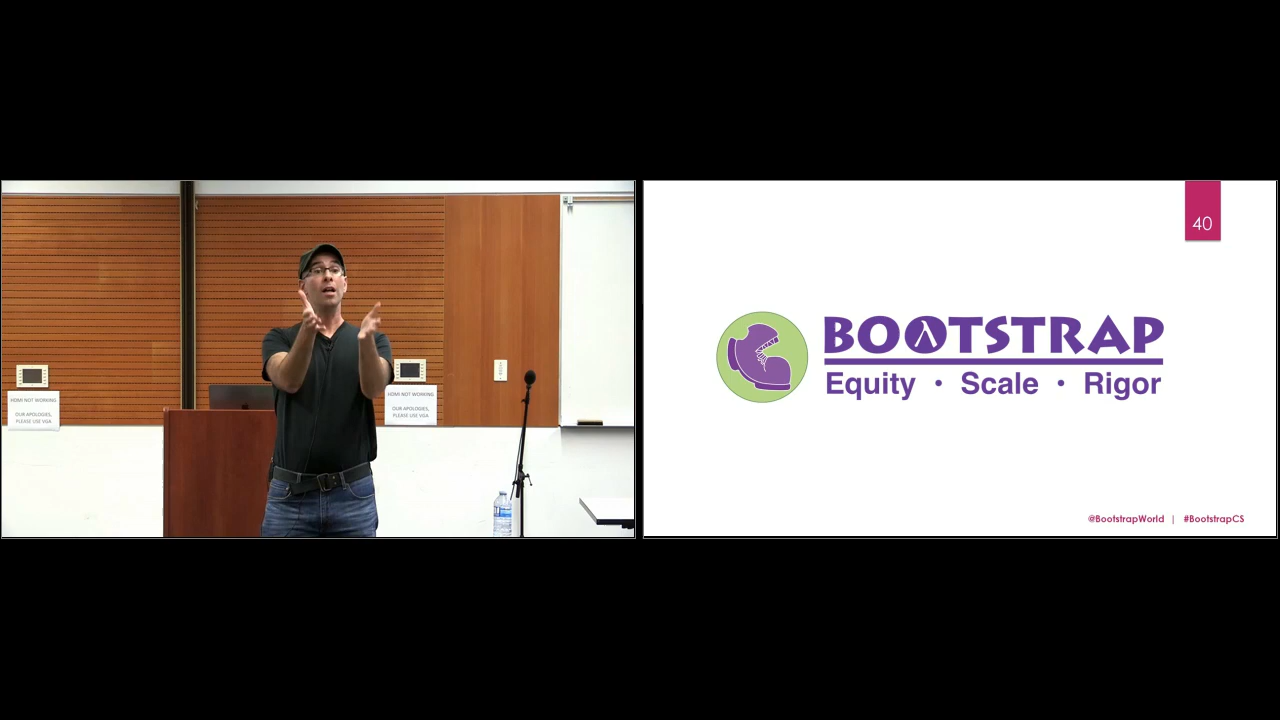 HDMI NOT WORKING
OUR APOLOGIES,
PLEASE USE VGA
HDMI NOT WORKING
OUR APOLOGIES,
PLEASE USE VGA
40
BOOTSTRAP
Equity • Scale • Rigor
@BootstrapWorld | #BootstrapCS